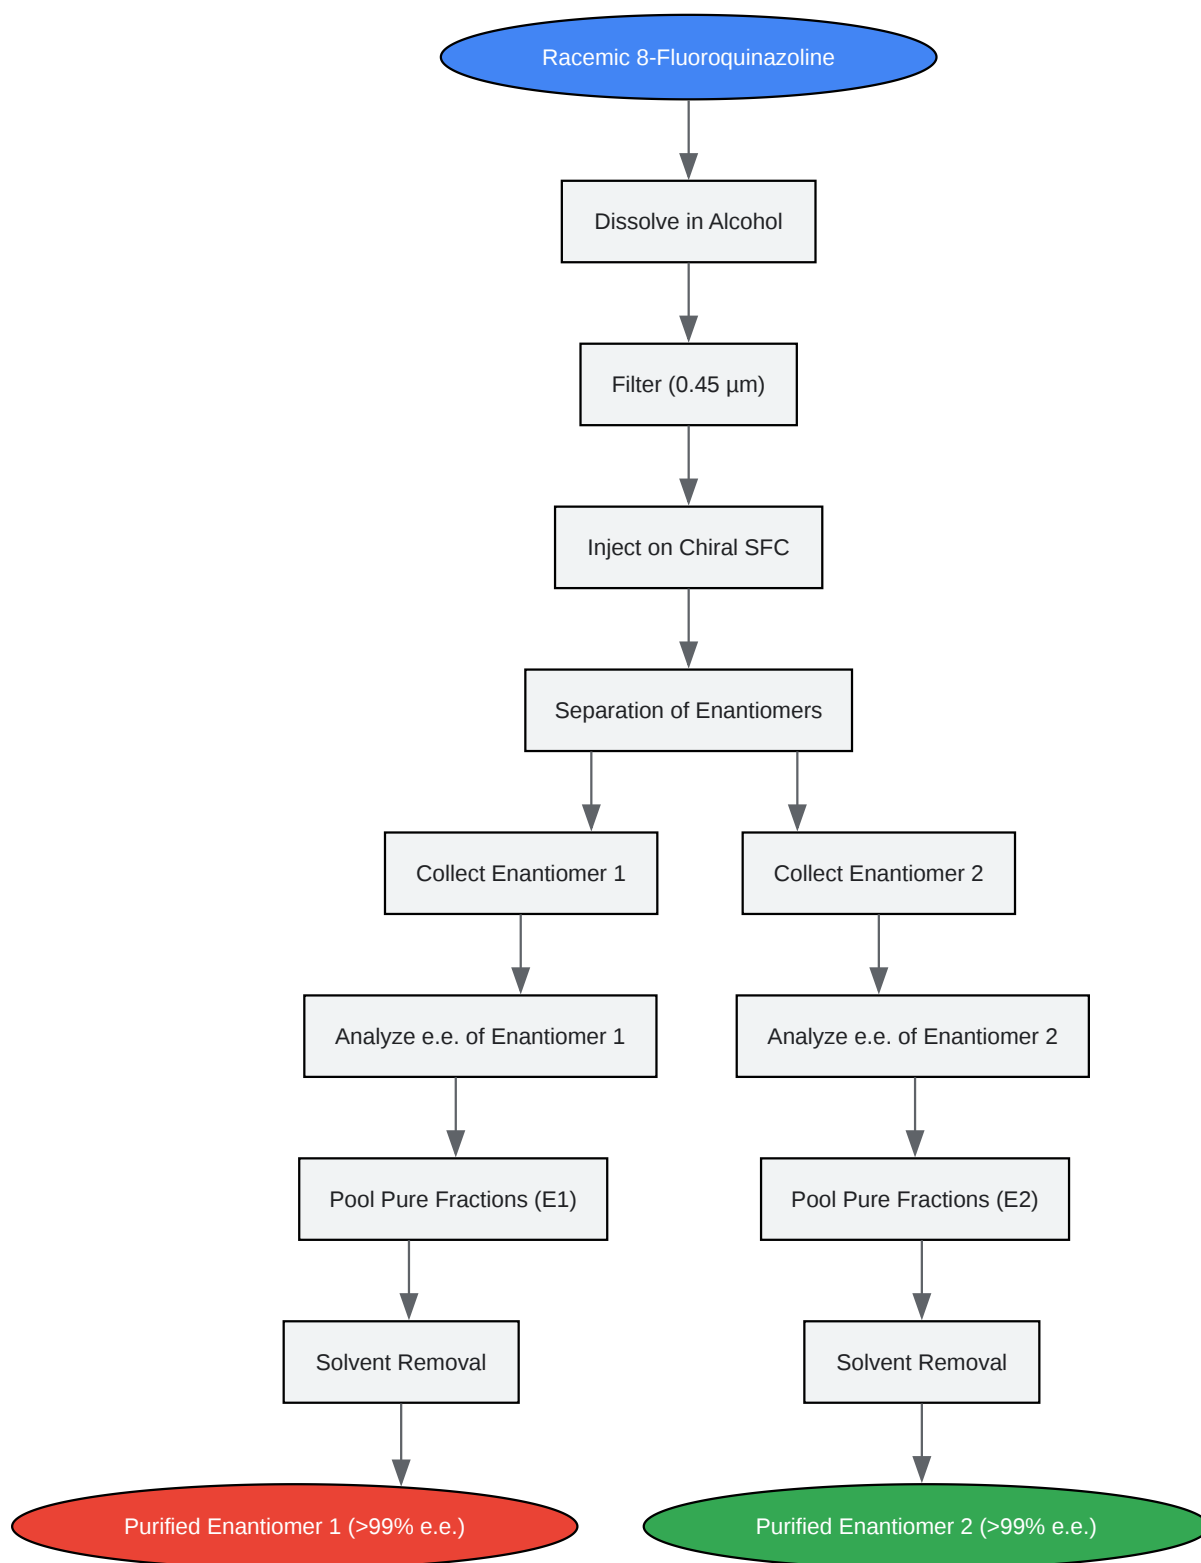 Racemic 8-Fluoroquinazoline
Dissolve in Alcohol
Filter (0.45 µm)
Inject on Chiral SFC
Separation of Enantiomers
Collect Enantiomer 1
Collect Enantiomer 2
Analyze e.e. of Enantiomer 1
Analyze e.e. of Enantiomer 2
Pool Pure Fractions (E1)
Pool Pure Fractions (E2)
Solvent Removal
Solvent Removal
Purified Enantiomer 1 (>99% e.e.)
Purified Enantiomer 2 (>99% e.e.)